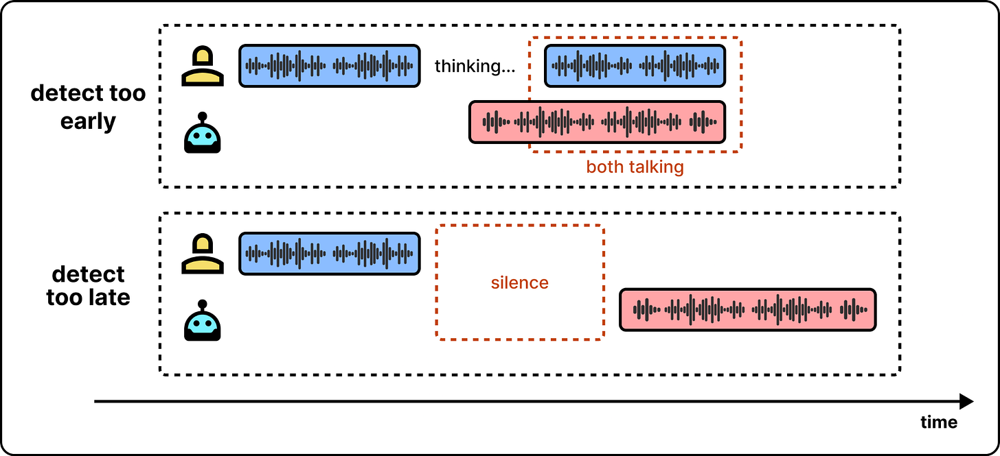 detect too
early
thinking...
both talking
detect
too late
silence
time